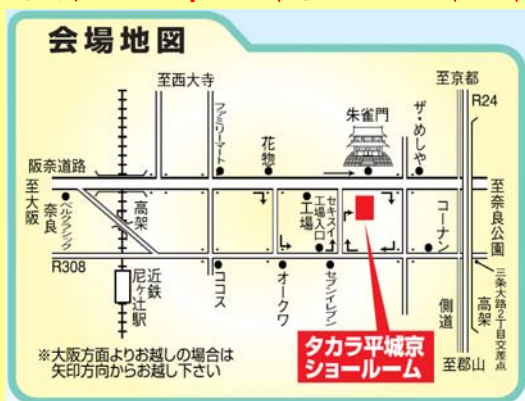 会場地図
至京都
至西大寺
R24
ファミリーマート
花惣
朱雀門
ザ・めしや
阪奈道路
至大阪
奈良
ベルクラシック
高架
工場
セキスイ
工場入口
コーナン
至奈良公園
R308
近鉄
尼ヶ辻駅
ココス
オークワ
セブンイレブン
側道
高架
三条大路2丁目交差点
※大阪方面よりお越しの場合は
矢印方向からお越し下さい
タカラ平城京
ショールーム
至郡山